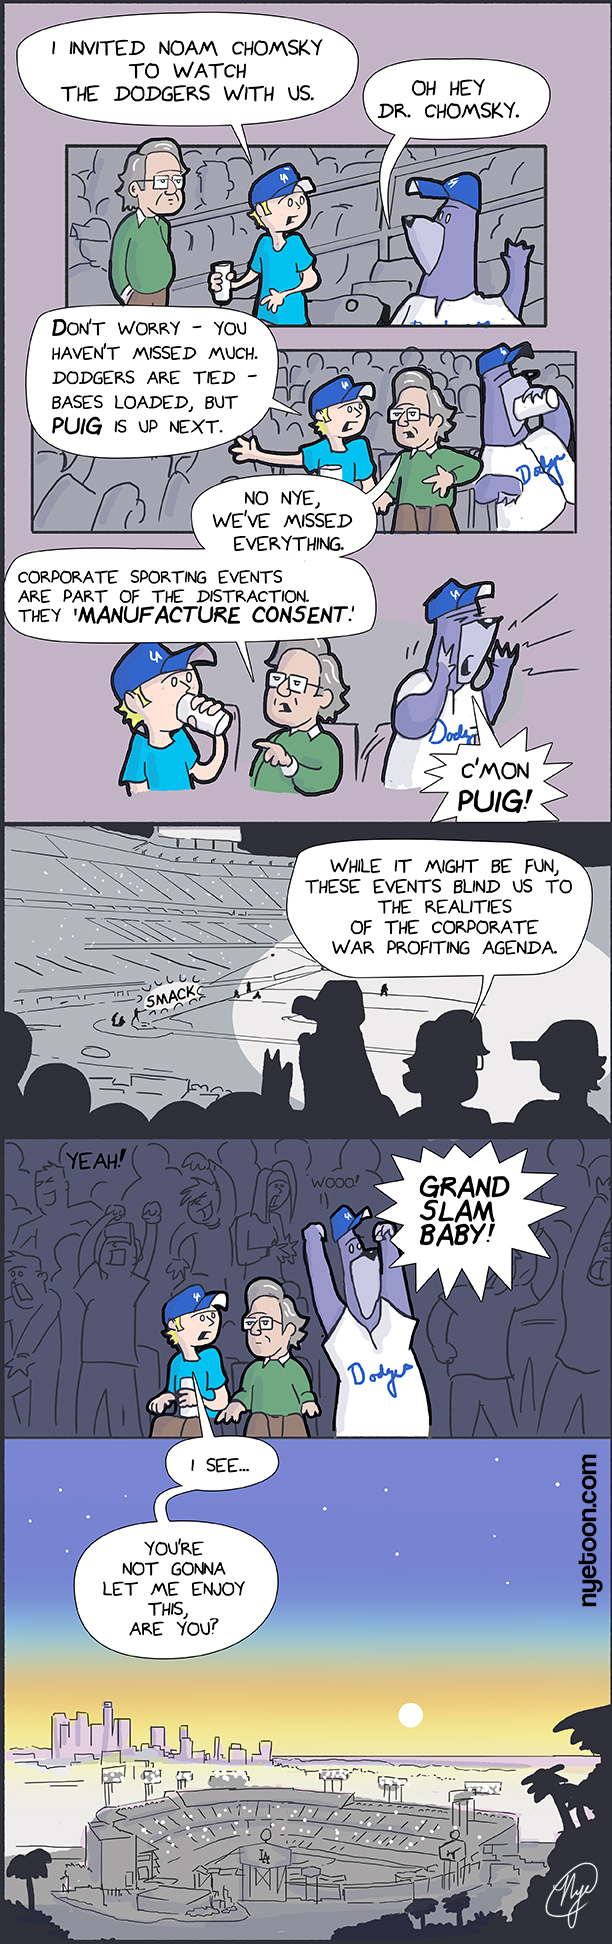 I INVITED NOAM CHOMSKY
TO WATCH
THE DODGERS WITH US.
OH HEY
DR. CHOMSKY.
DON'T WORRY - YOU
HAVEN'T MISSED MUCH.
DODGERS ARE TIED -
BASES LOADED, BUT
PUIG IS UP NEXT.
NO NYE,
WE'VE MISSED
EVERYTHING.
CORPORATE SPORTING EVENTS
ARE PART OF THE DISTRACTION.
THEY 'MANUFACTURE CONSENT.'
C'MON
PUIG!
WHILE IT MIGHT BE FUN,
THESE EVENTS BLIND US TO
THE REALITIES
OF THE CORPORATE
WAR PROFITING AGENDA.
SMACK
YEAH!
WOOO!
GRAND
SLAM
BABY!
Dodgers
I SEE...
YOU'RE
NOT GONNA
LET ME ENJOY
THIS,
ARE YOU?
nyetoon.com
LA
Nye